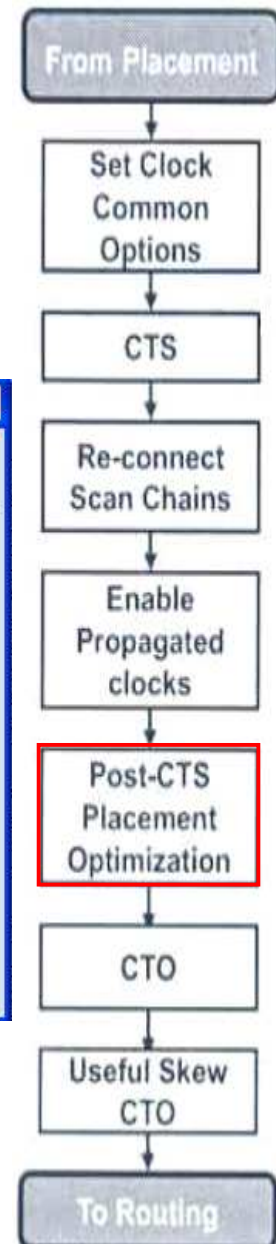 From Placement
Set Clock
Common
Options
CTS
Re-connect
Scan Chains
Enable
Propagated
clocks
Post-CTS
Placement
Optimization
CTO
Useful Skew
CTO
To Routing